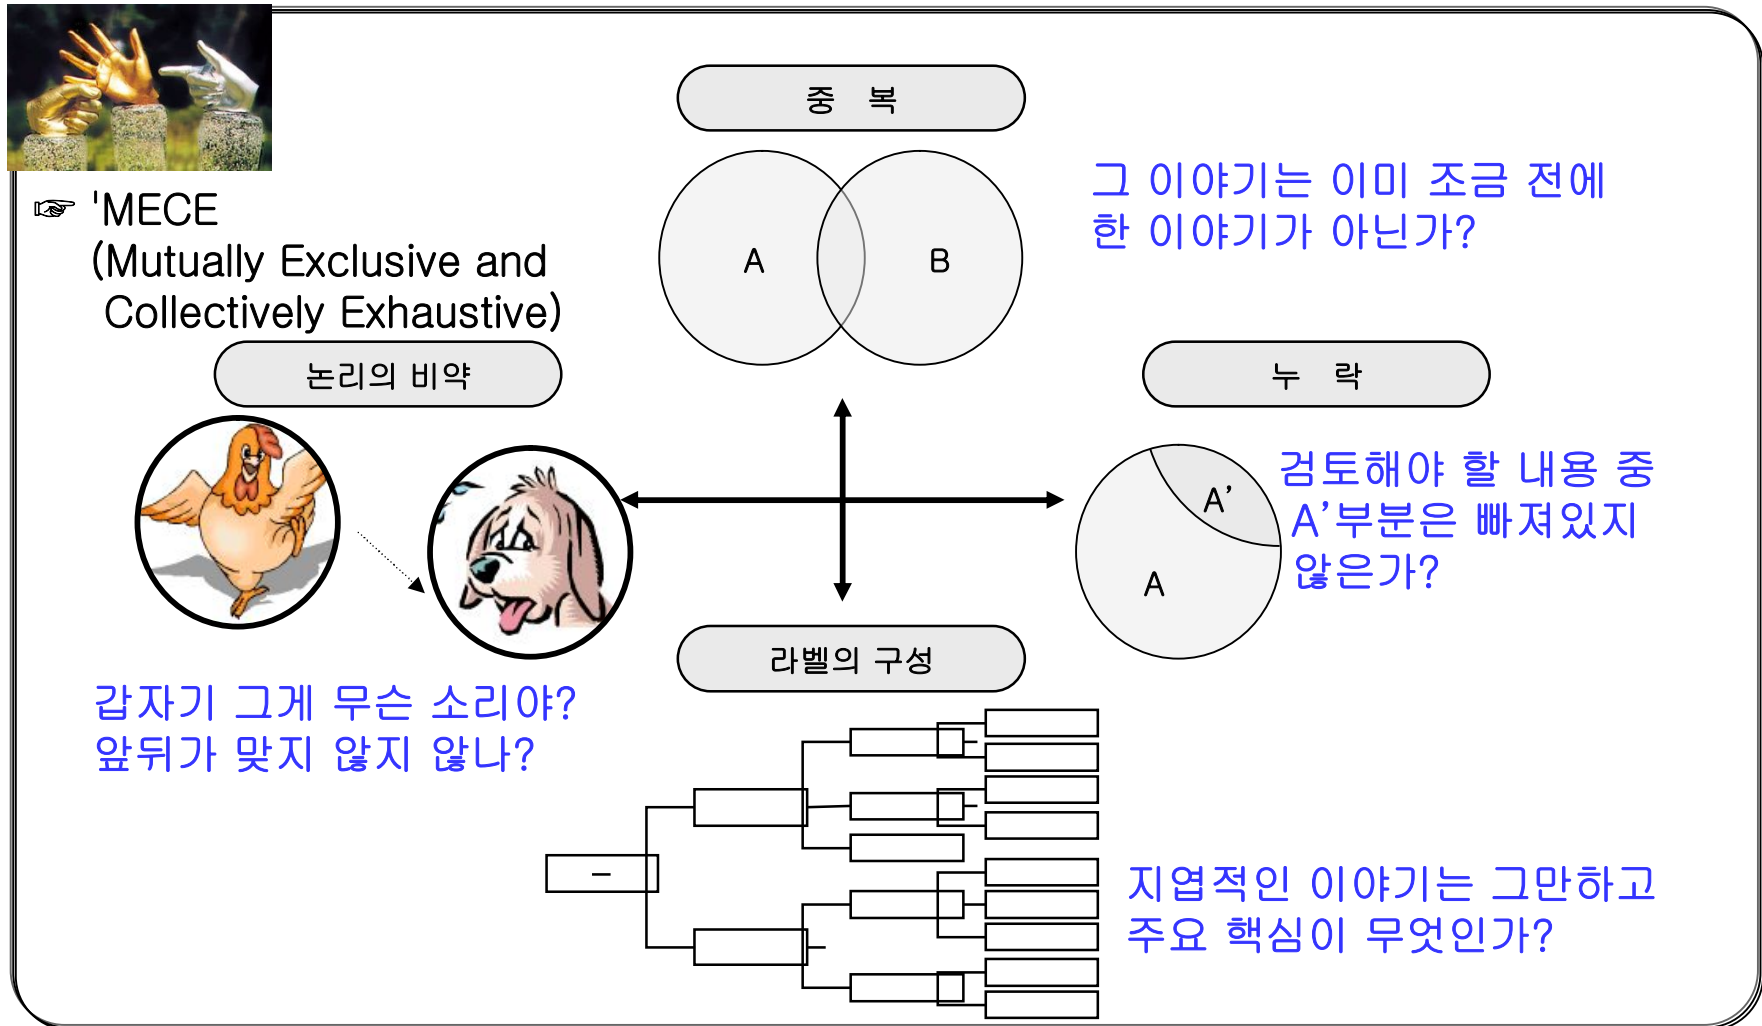 중 복
A
B
그 이야기는 이미 조금 전에
한 이야기가 아닌가?
☞ 'MECE
(Mutually Exclusive and
Collectively Exhaustive)
논리의 비약
갑자기 그게 무슨 소리야?
앞뒤가 맞지 않지 않나?
누 락
A’
A
검토해야 할 내용 중
A’부분은 빠져있지
않은가?
라벨의 구성
지엽적인 이야기는 그만하고
주요 핵심이 무엇인가?